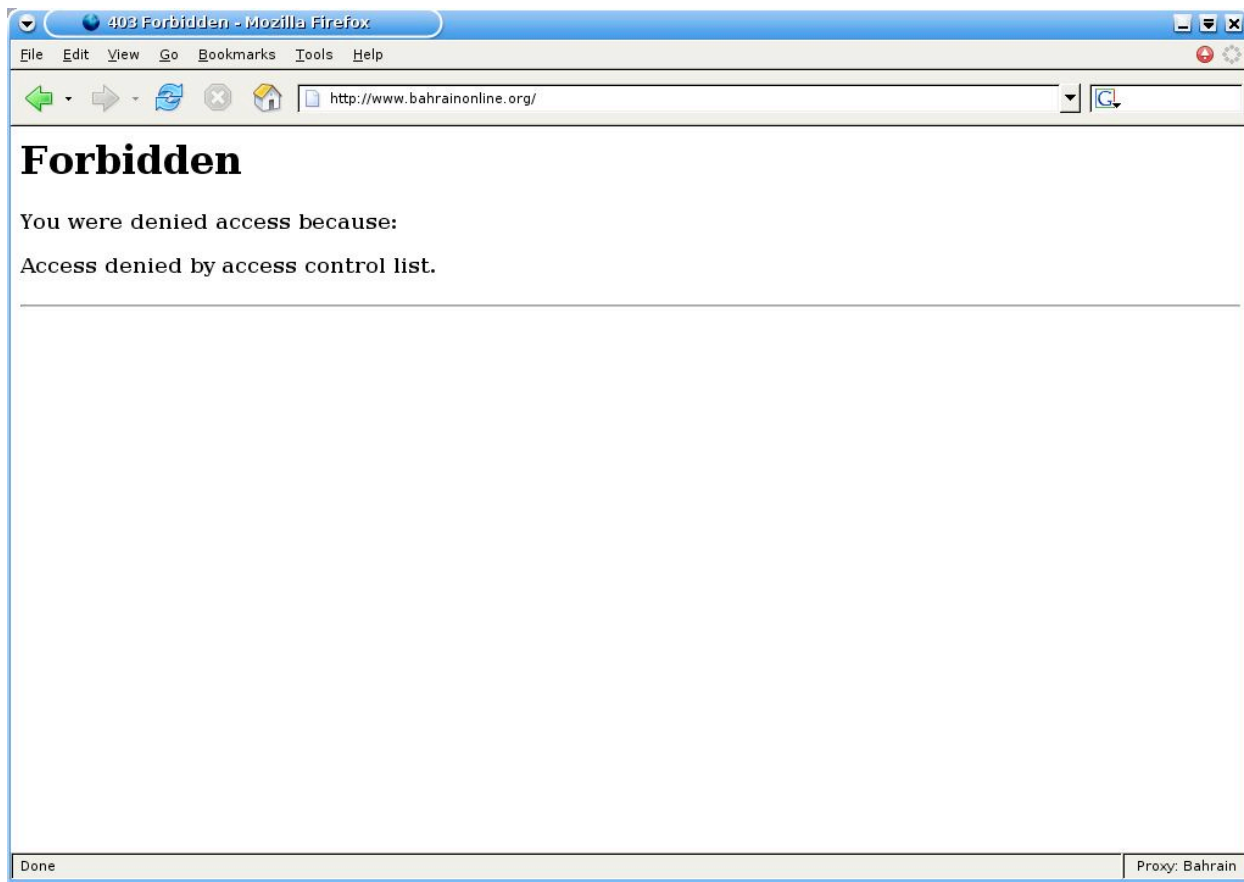 403 Forbidden - Mozilla Firefox
File Edit View Go Bookmarks Tools Help
http://www.bahrainonline.org/ G
Forbidden
You were denied access because:
Access denied by access control list.
Done Proxy: Bahrain